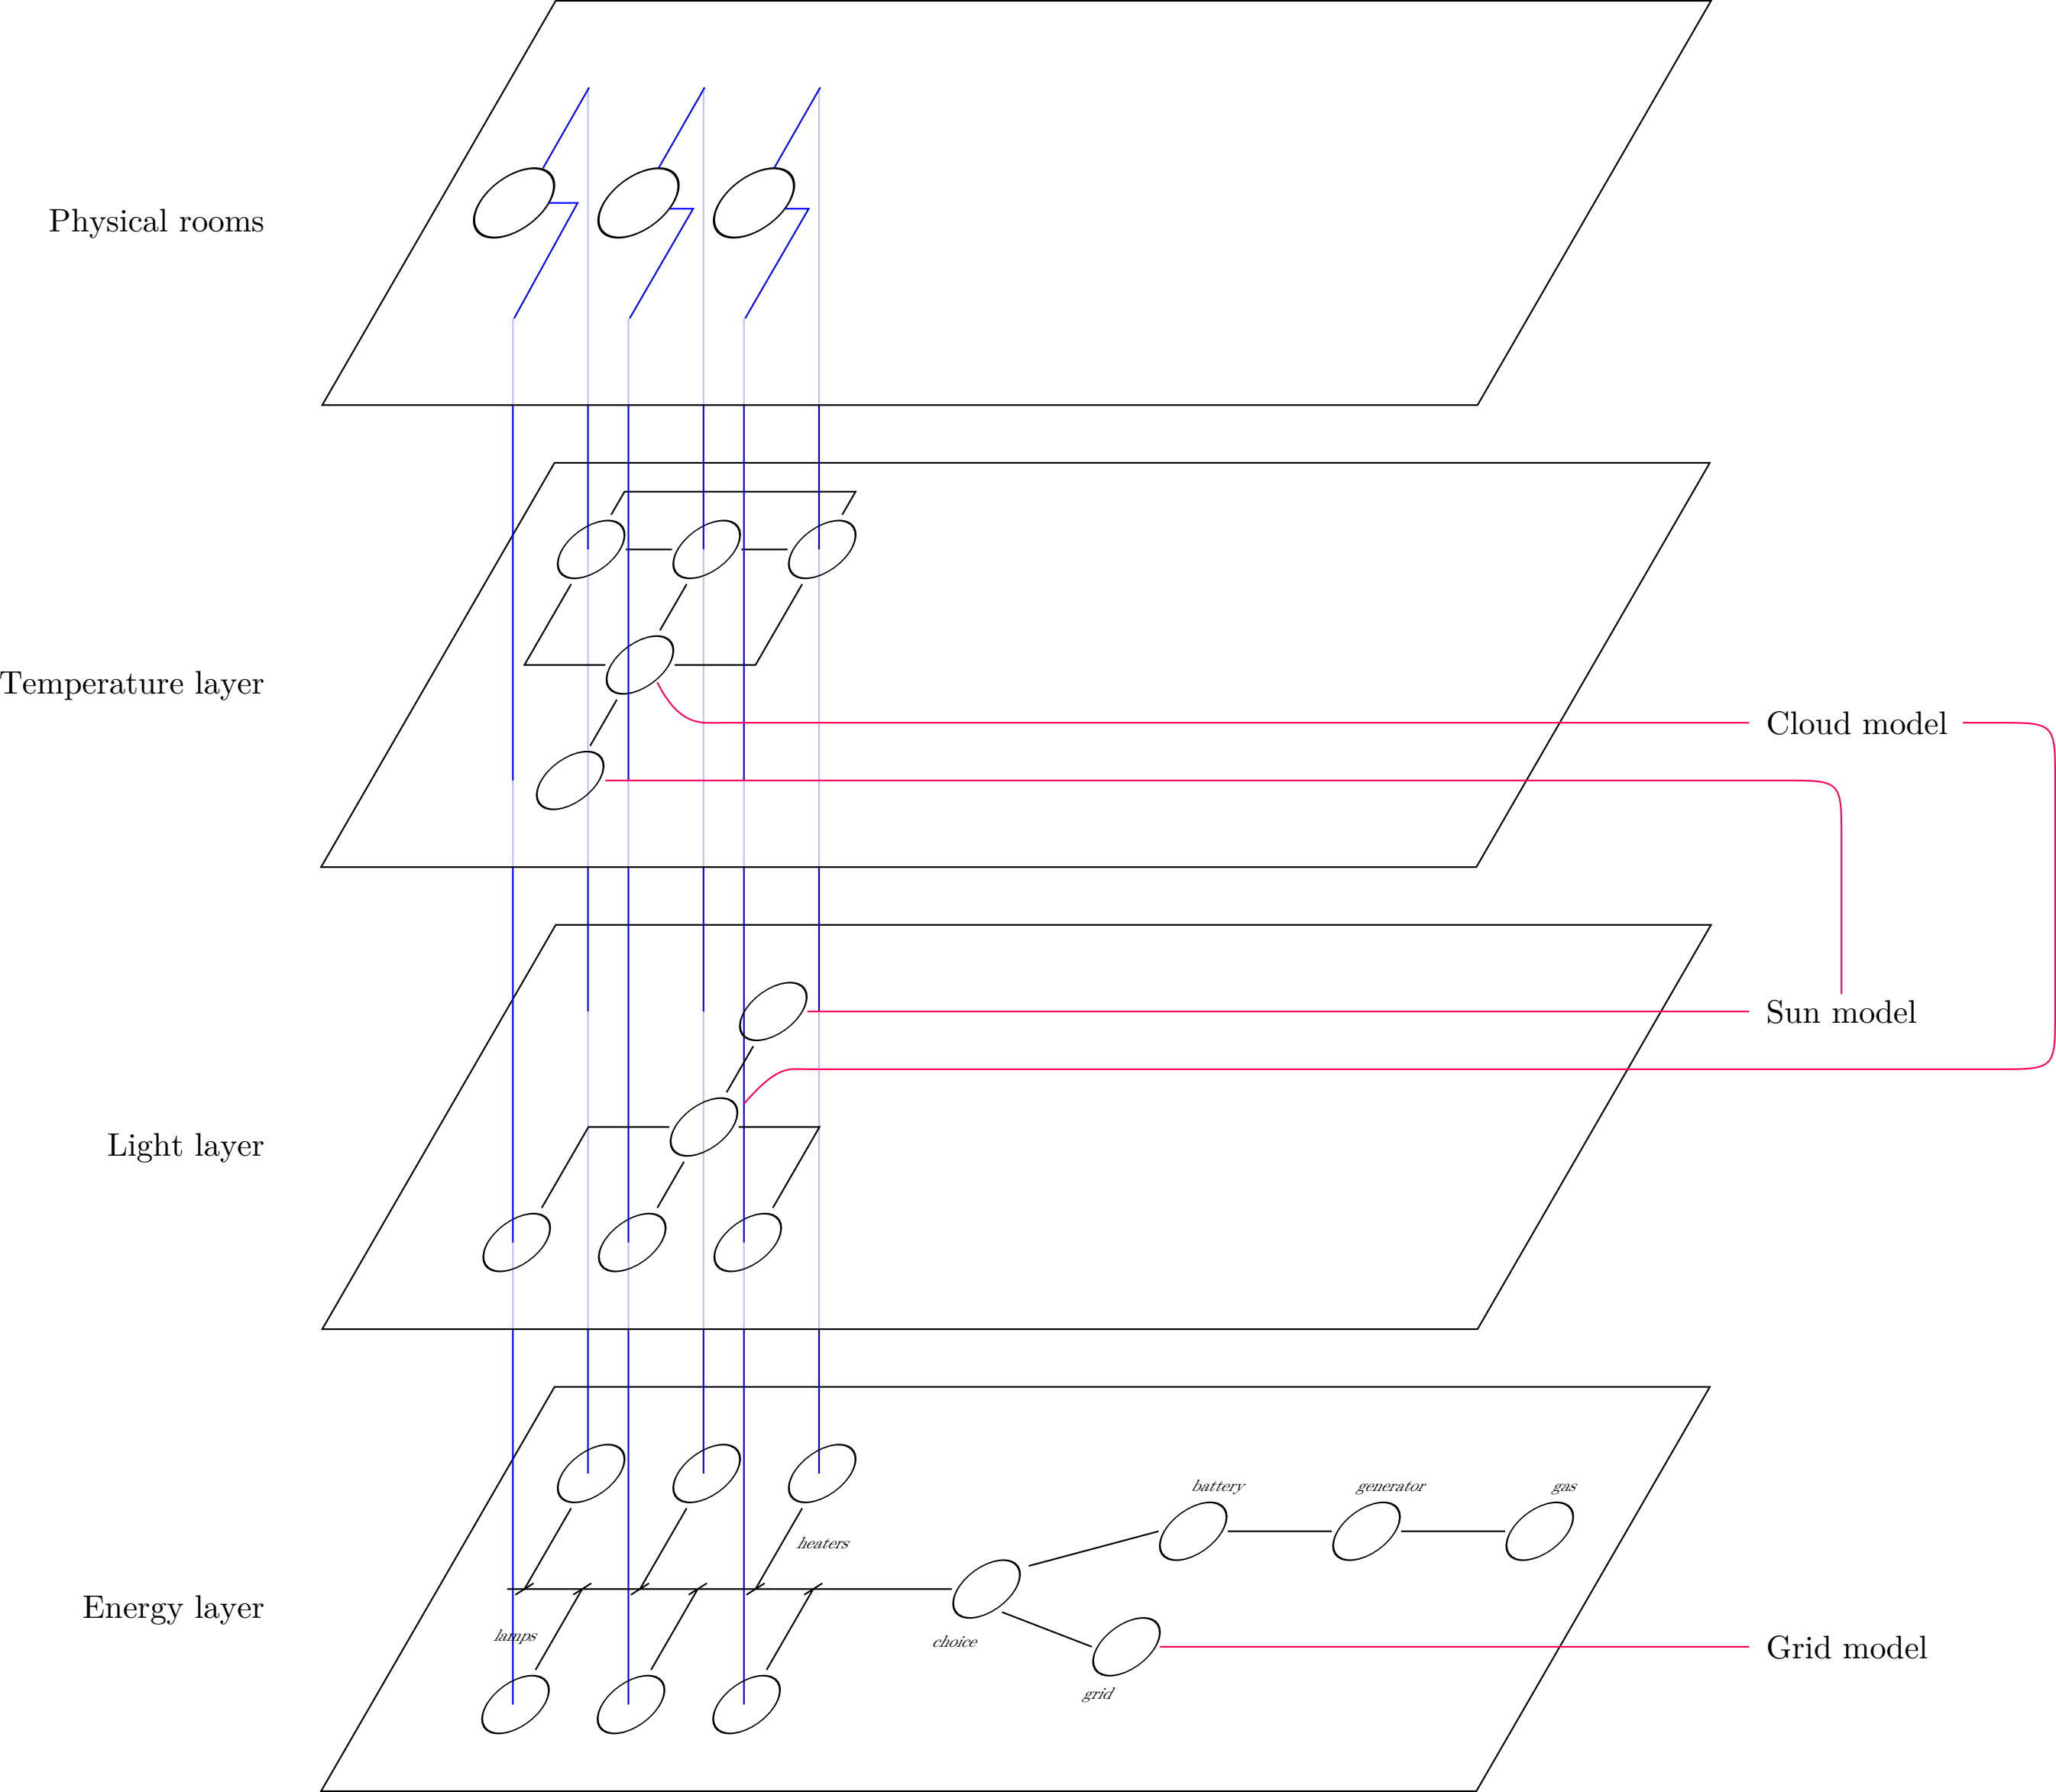 Physical rooms
Temperature layer
Cloud model
Sun model
Light layer
battery
generator
gas
heaters
Energy layer
lamps
choice
Grid model
grid